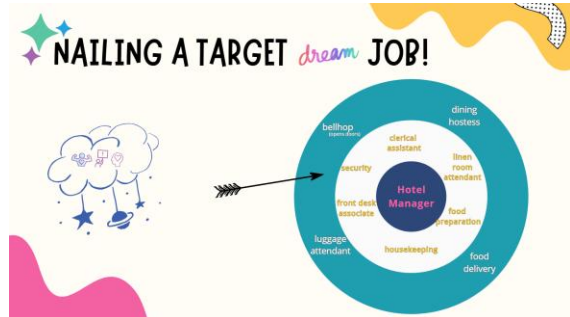 NAILING A TARGET dream JOB!
bellhop
(opens doors)
dining
hostess
clerical
assistant
security
linen
room
attendant
Hotel
Manager
front desk
associate
food
preparation
luggage
attendant
housekeeping
food
delivery